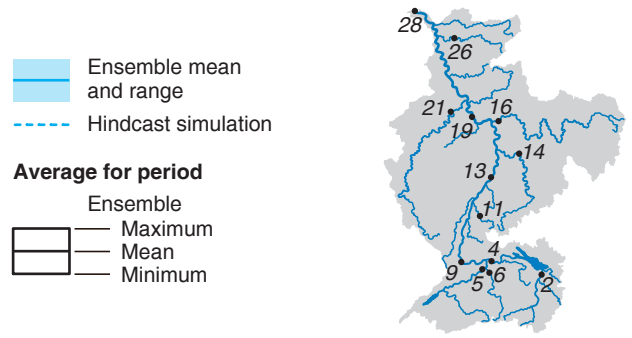 Ensemble mean
and range
Hindcast simulation
Average for period
Ensemble
Maximum
Mean
Minimum
28
26
21
16
19
14
13
11
4
9
5
6
2